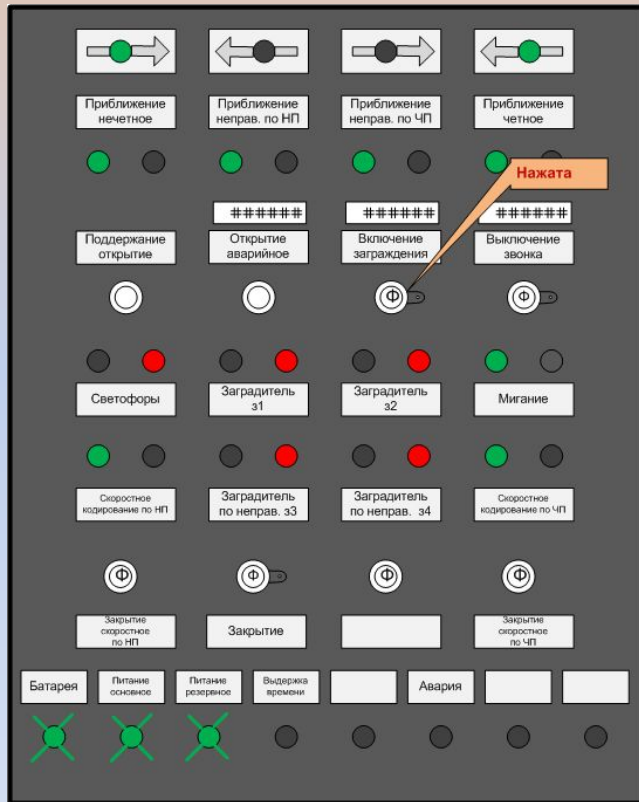 Приближение
нечетное
Приближение
неправ. по НП
Приближение
неправ. по ЧП
Приближение
четное
Нажата
######
######
######
Поддержание
открытие
Открытие
аварийное
Включение
заграждения
Выключение
звонка
Ф
Ф
Светофоры
Заградитель
з1
Заградитель
з2
Мигание
Скоростное
кодирование по НП
Заградитель
по неправ. з3
Заградитель
по неправ. з4
Скоростное
кодирование по ЧП
Ф
Ф
Ф
Ф
Закрытие
скоростное
по НП
Закрытие
Закрытие
скоростное
по ЧП
Батарея
Питание
основное
Питание
резервное
Выдержка
времени
Авария